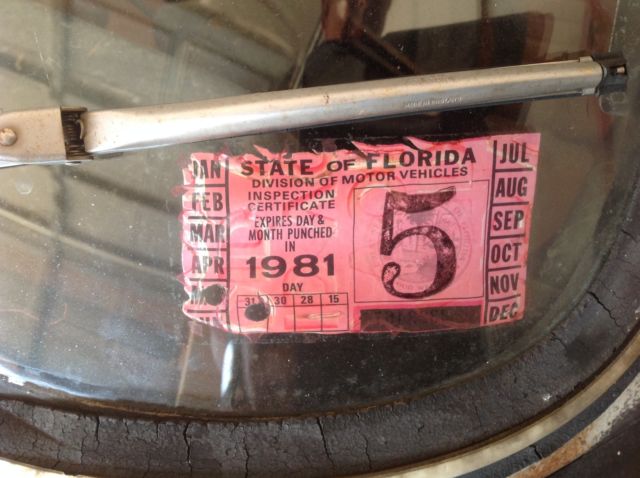 STATE OF FLORIDA
DIVISION OF MOTOR VEHICLES
INSPECTION
CERTIFICATE
EXPIRES DAY &
MONTH PUNCHED
IN
1981
DAY
31 30 28 15
5
JAN
FEB
MAR
APR
JUL
AUG
SEP
OCT
NOV
DEC